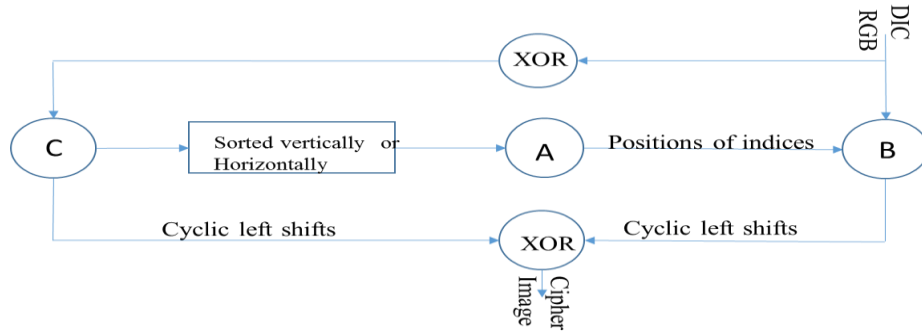 DIC
RGB
XOR
C
Sorted vertically or
Horizontally
A
Positions of indices
B
Cyclic left shifts
XOR
Cyclic left shifts
Cipher
Image